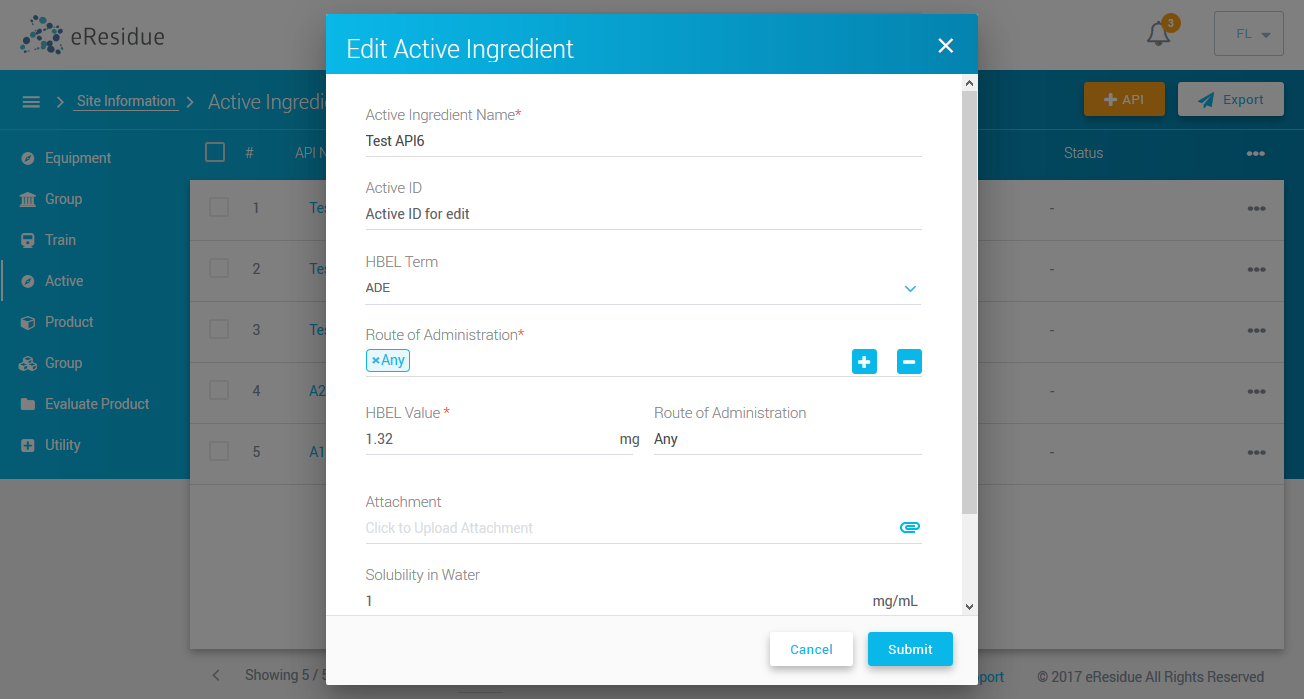 eResidue
3
FL
Edit Active Ingredient
Site Information
Active Ingredi
API
Export
Equipment
Group
Train
Active
Product
Group
Evaluate Product
Utility
# API N
Status
1 Tes -
2 Tes -
3 Tes -
4 A2 -
5 A1 -
Active Ingredient Name*
Test API6
Active ID
Active ID for edit
HBEL Term
ADE
Route of Administration*
×Any
HBEL Value * Route of Administration
1.32 mg Any
Attachment
Click to Upload Attachment
Solubility in Water
1 mg/mL
Cancel Submit
Showing 5 / 5
port
© 2017 eResidue All Rights Reserved